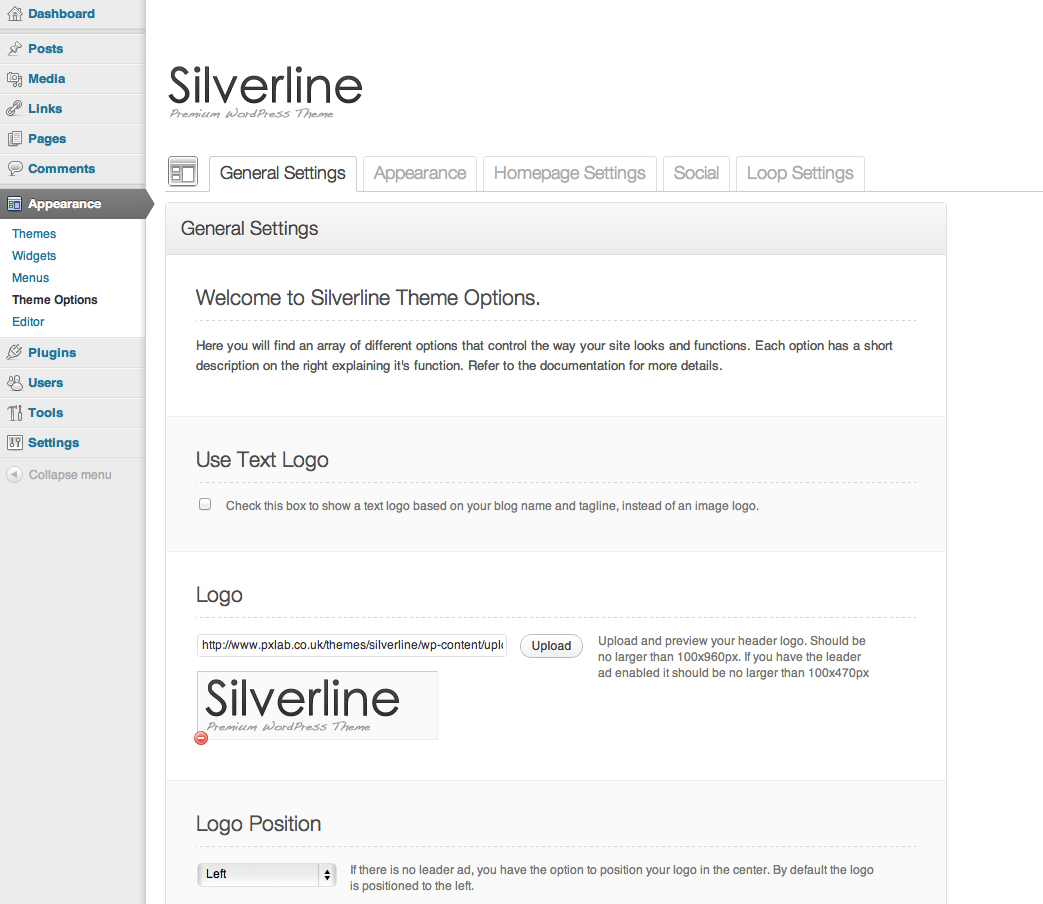 Dashboard
Posts
Media
Links
Pages
Comments
Appearance
Themes
Widgets
Menus
Theme Options
Editor
Plugins
Users
Tools
Settings
Collapse menu
Silverline
Premium WordPress Theme
General Settings
Appearance
Homepage Settings
Social
Loop Settings
General Settings
Welcome to Silverline Theme Options.
Here you will find an array of different options that control the way your site looks and functions. Each option has a short
description on the right explaining it's function. Refer to the documentation for more details.
Use Text Logo
Check this box to show a text logo based on your blog name and tagline, instead of an image logo.
Logo
http://www.pxlab.co.uk/themes/silverline/wp-content/uplo
Upload
Upload and preview your header logo. Should be
no larger than 100x960px. If you have the leader
ad enabled it should be no larger than 100x470px
Silverline
Premium WordPress Theme
Logo Position
Left
If there is no leader ad, you have the option to position your logo in the center. By default the logo
is positioned to the left.